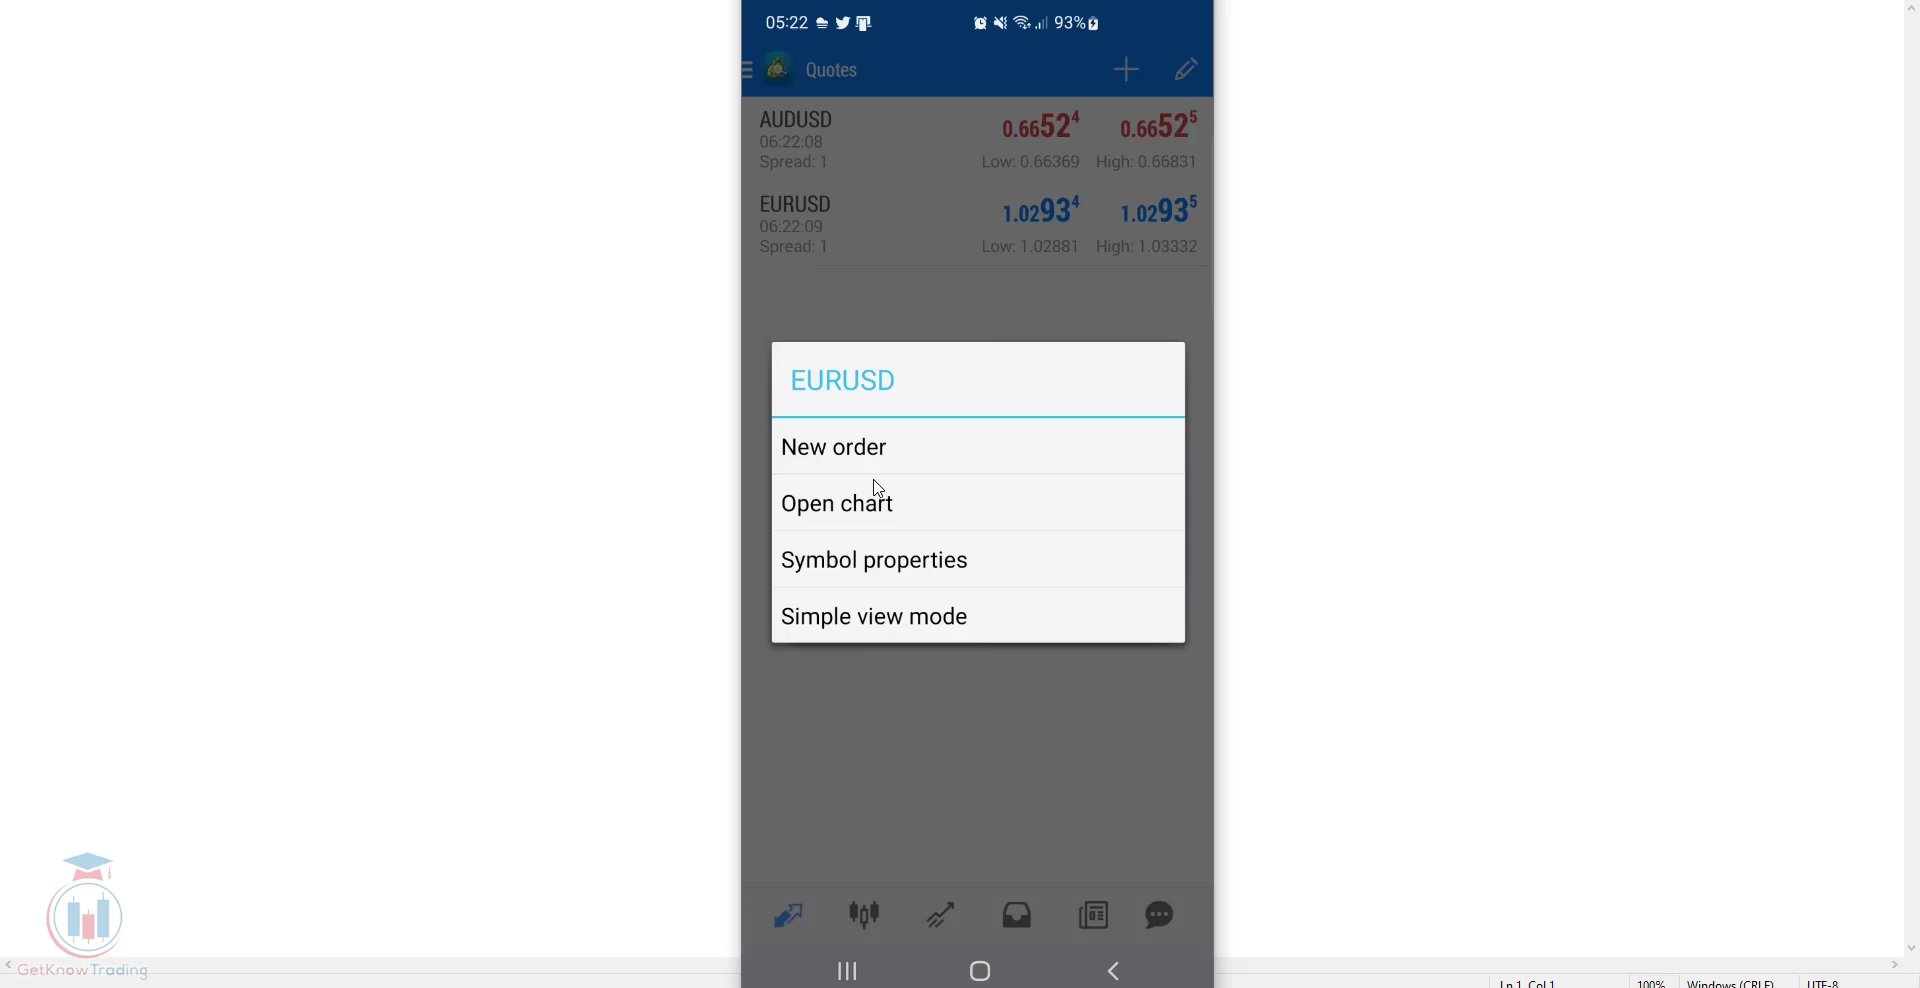 05:22 93%
Quotes
AUDUSD 0.66524 0.66525
06:22:08
Spread: 1 Low: 0.66369 High: 0.66831
EURUSD 1.02934 1.02935
06:22:09
Spread: 1 Low: 1.02881 High: 1.03332
EURUSD
New order
Open chart
Symbol properties
Simple view mode
GetKnowTrading
Ln 1, Col 1 100% Windows (CRLF) UTF-8